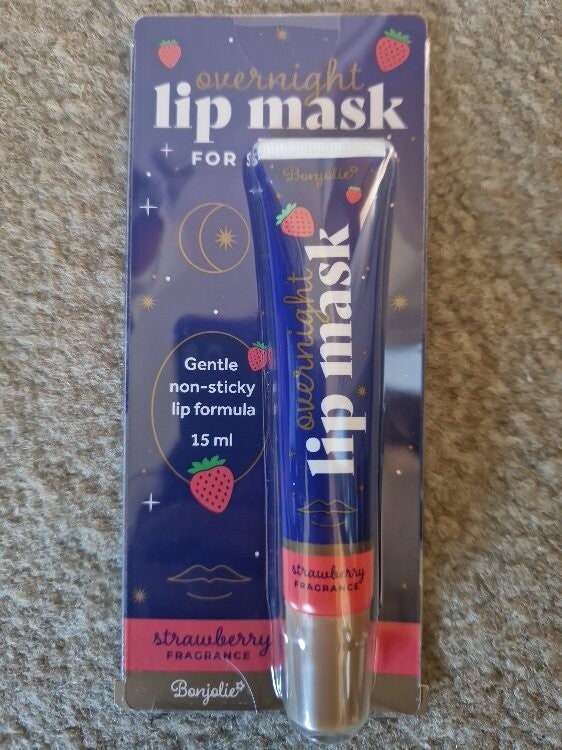 overnight
lip mask
FOR
Gentle
non-sticky
lip formula
15 ml
strawberry
FRAGRANCE
Bonjolie
Bonjolie
overnight
lip mask
strawberry
FRAGRANCE